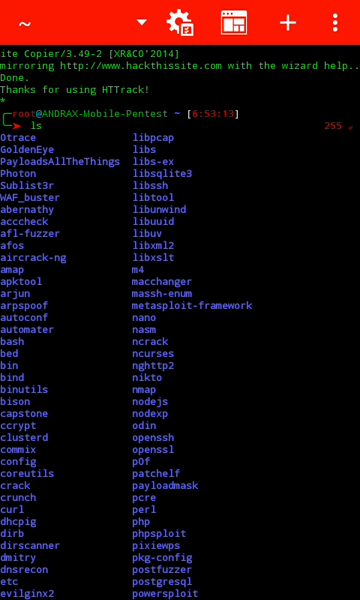 ~
ite Copier/3.49-2 [XR&CO'2014]
mirroring http://www.hackthissite.com with the wizard help..
Done.
Thanks for using HTTrack!
*
root@ANDRAX-Mobile-Pentest ~ [6:53:13]
ls 255
0trace libpcap
GoldenEye libs
PayloadsAllTheThings libs-ex
Photon libsqlite3
Sublist3r libssh
WAF_buster libtool
abernathy libunwind
acccheck libuuid
afl-fuzzer libuv
afos libxml2
aircrack-ng libxslt
amap m4
apktool macchanger
arjun massh-enum
arpspoof metasploit-framework
autoconf nano
automater nasm
bash ncrack
bed ncurses
bin nghttp2
bind nikto
binutils nmap
bison nodejs
capstone nodexp
ccrypt odin
clusterd openssh
commix openssl
config p0f
coreutils patchelf
crack payloadmask
crunch pcre
curl perl
dhcpig php
dirb phpsploit
dirscanner pixiewps
dmitry pkg-config
dnsrecon postfuzzer
etc postgresql
evilginx2 powersploit